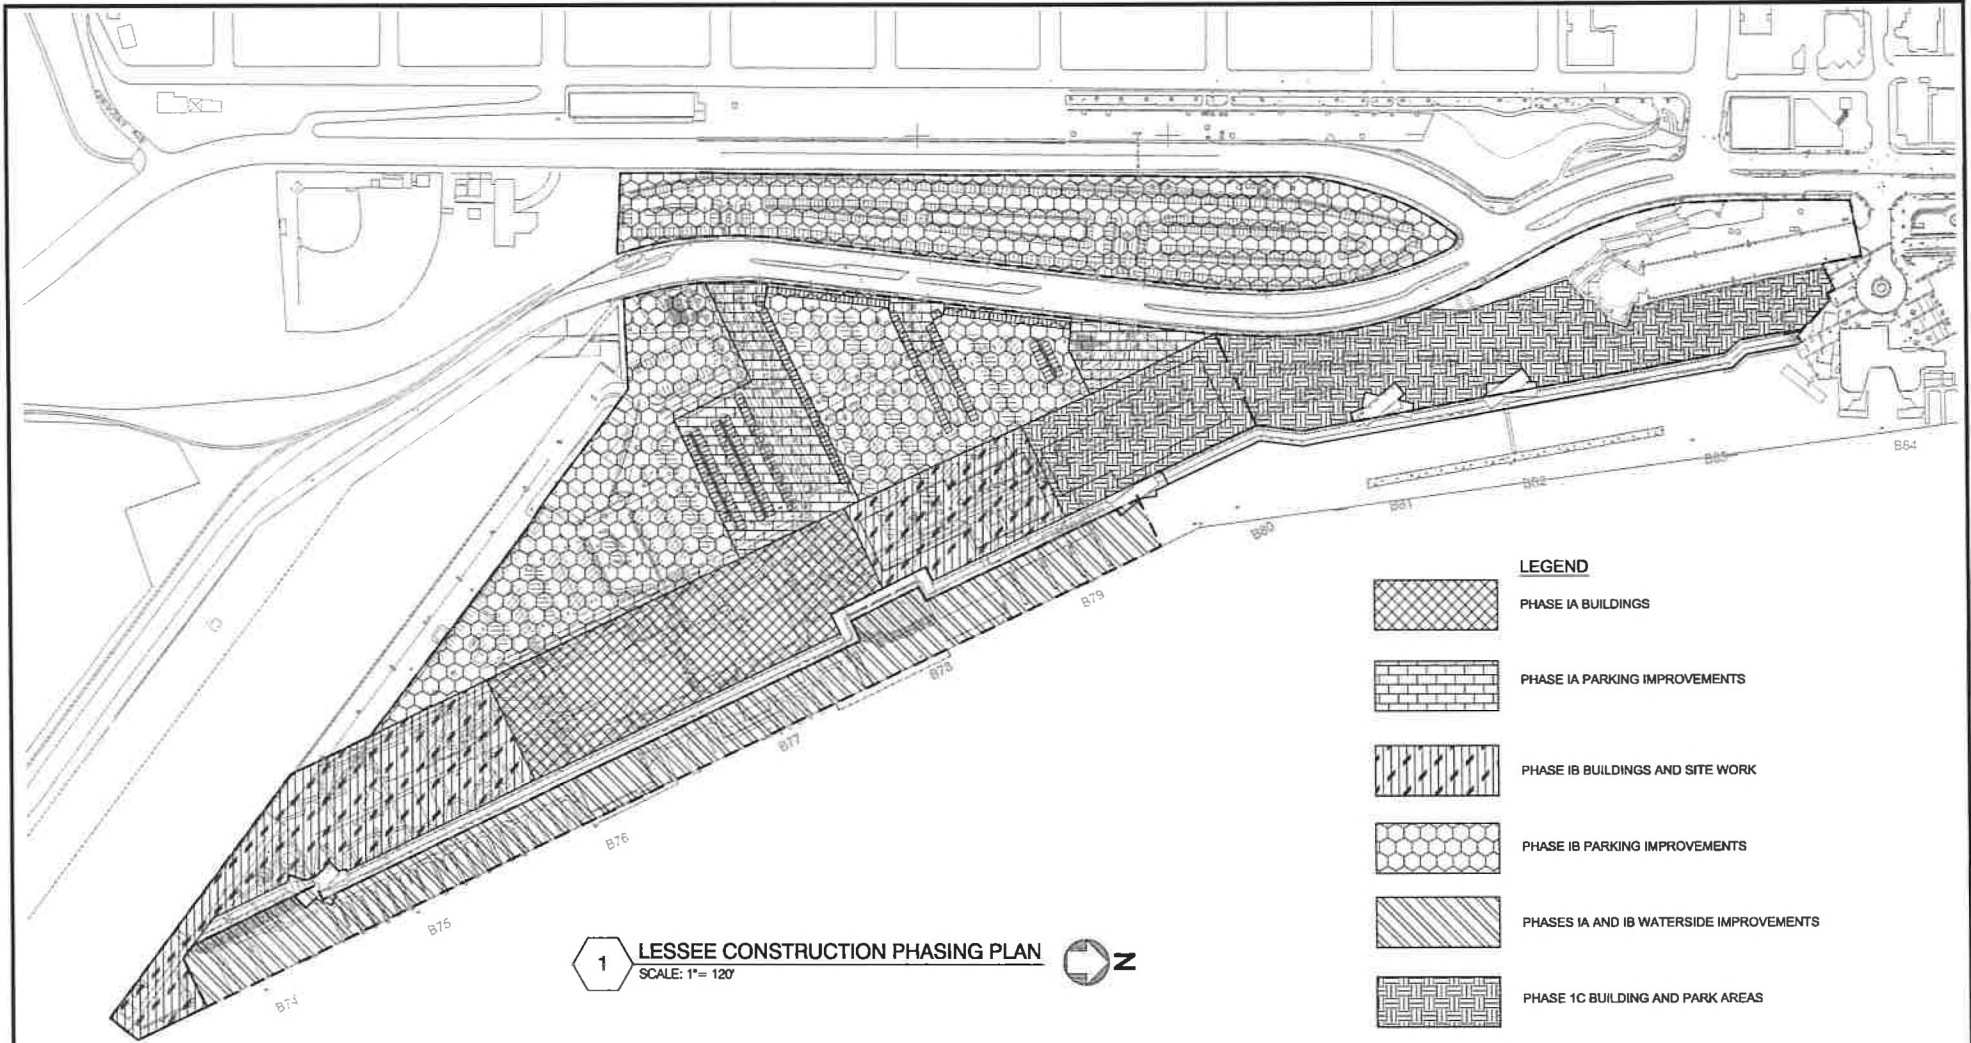 B84
B82
B81
B80
LEGEND
PHASE IA BUILDINGS
B79
B78
PHASE IA PARKING IMPROVEMENTS
B77
PHASE IB BUILDINGS AND SITE WORK
B76
PHASE IB PARKING IMPROVEMENTS
B75
PHASES IA AND IB WATERSIDE IMPROVEMENTS
1 LESSEE CONSTRUCTION PHASING PLAN
SCALE: 1"= 120'
N
B74
PHASE 1C BUILDING AND PARK AREAS